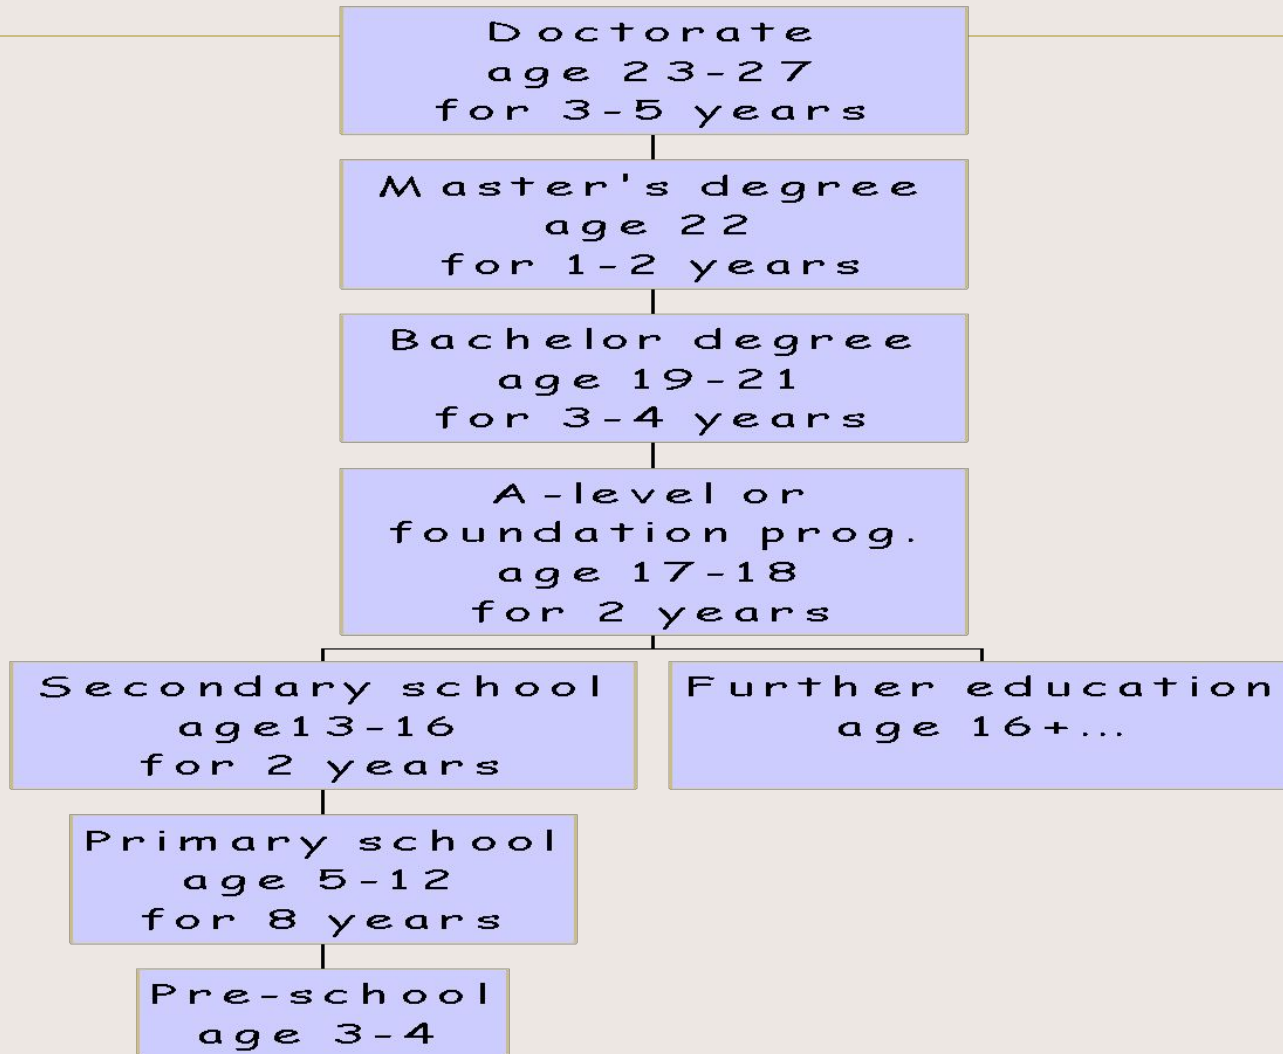 Doctorate
age 23-27
for 3-5 years
Master's degree
age 22
for 1-2 years
Bachelor degree
age 19-21
for 3-4 years
A-level or
foundation prog.
age 17-18
for 2 years
Secondary school
age13-16
for 2 years
Further education
age 16+...
Primary school
age 5-12
for 8 years
Pre-school
age 3-4